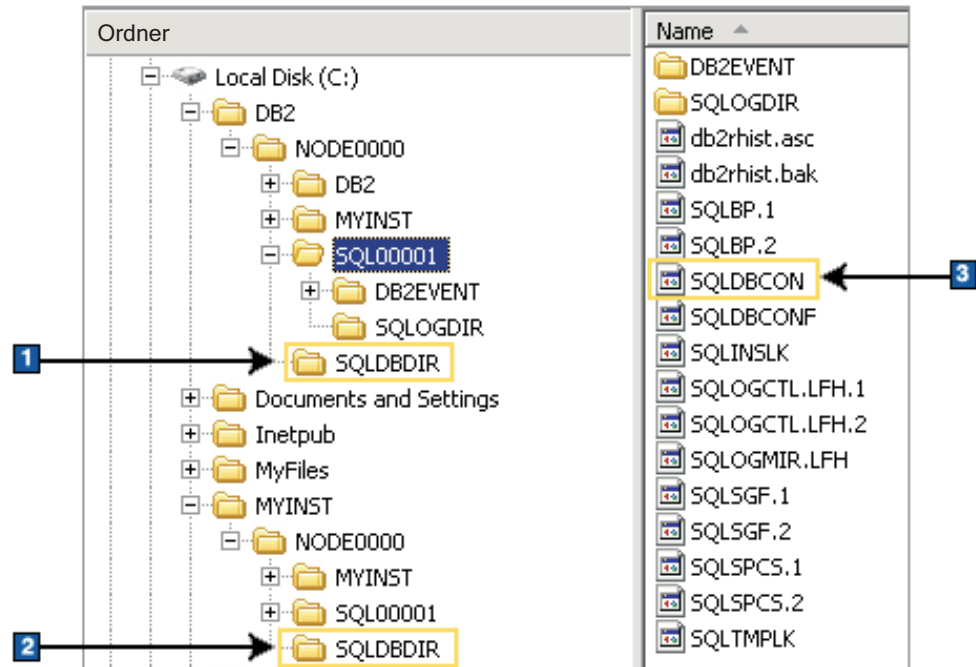 Ordner
Local Disk (C:)
DB2
NODE0000
DB2
MYINST
SQL00001
DB2EVENT
SQLOGDIR
1
SQLDBDIR
Documents and Settings
Inetpub
MyFiles
MYINST
NODE0000
MYINST
SQL00001
2
SQLDBDIR
Name
DB2EVENT
SQLOGDIR
db2rhist.asc
db2rhist.bak
SQLBP.1
SQLBP.2
SQLDBCON
3
SQLDBCONF
SQLINSLK
SQLOGCTL.LFH.1
SQLOGCTL.LFH.2
SQLOGMIR.LFH
SQLSGF.1
SQLSGF.2
SQLSPCS.1
SQLSPCS.2
SQLTMPLK